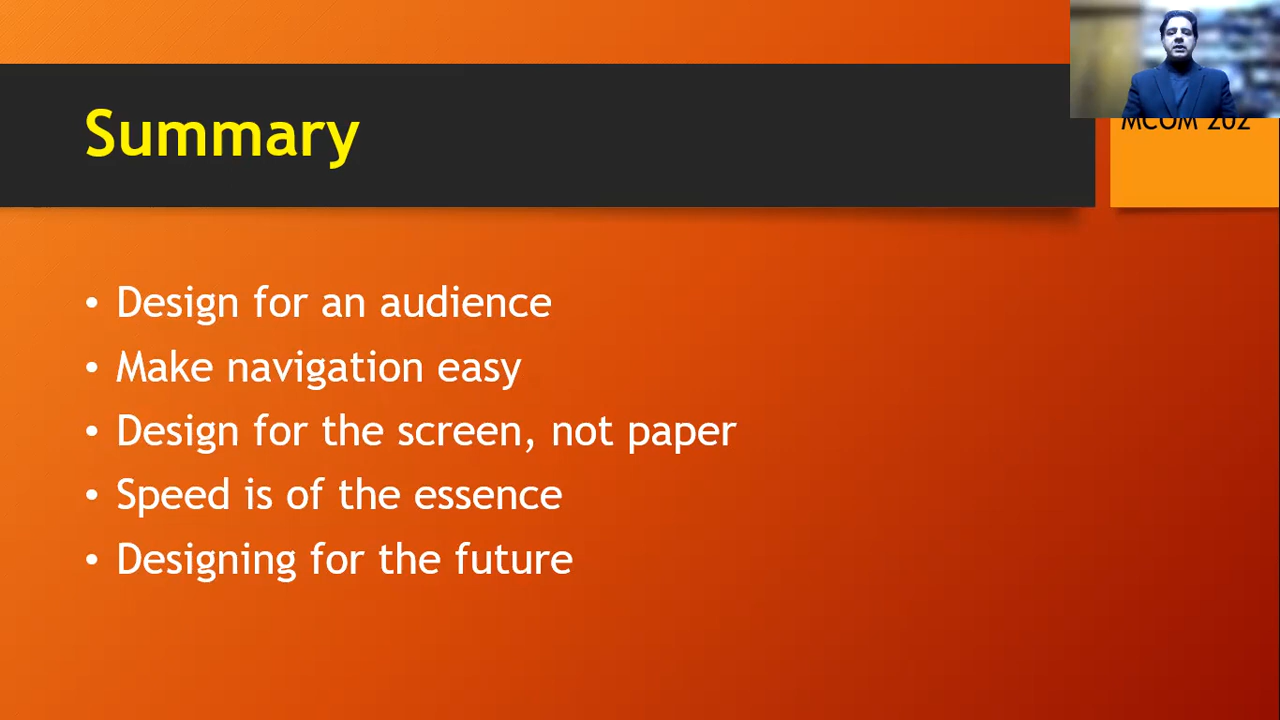 Summary
MCOM 202
• Design for an audience
• Make navigation easy
• Design for the screen, not paper
• Speed is of the essence
• Designing for the future